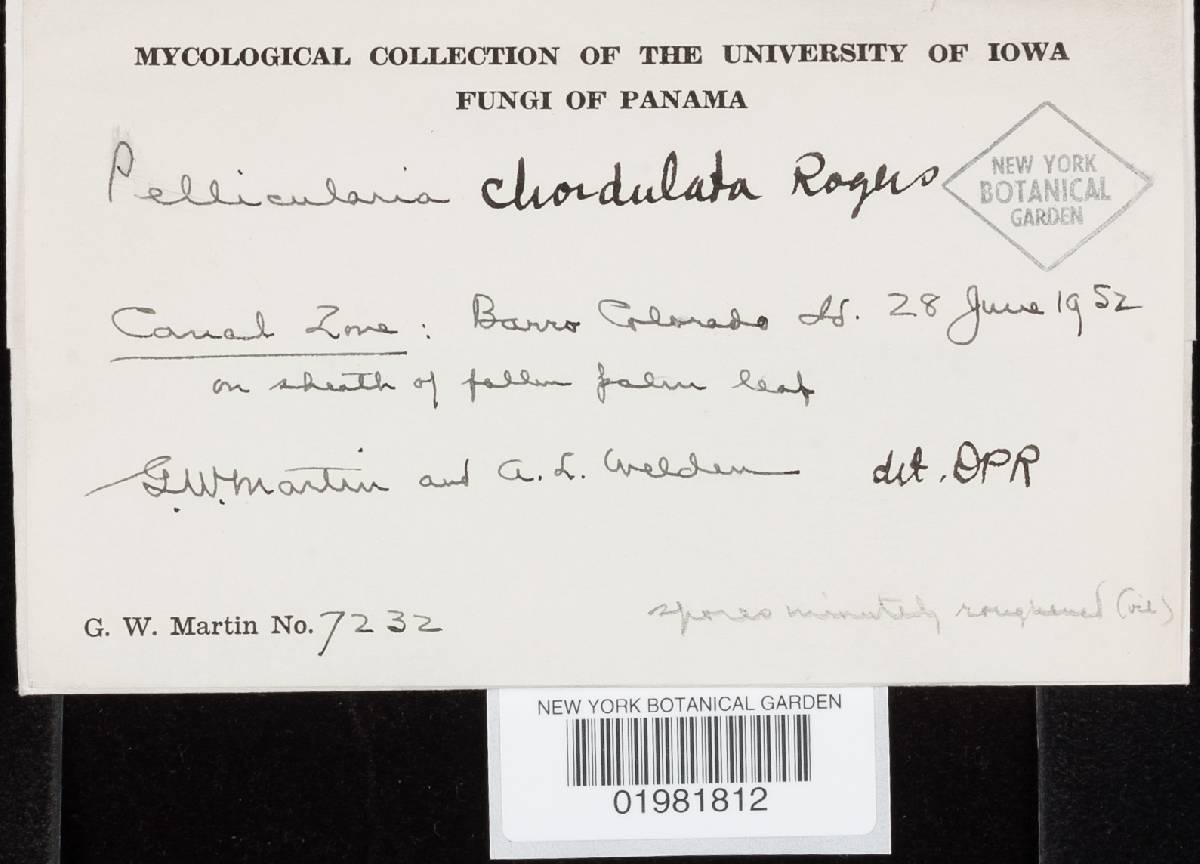 MYCOLOGICAL COLLECTION OF THE UNIVERSITY OF IOWA
FUNGI OF PANAMA
Pellicularia chordulata Rogers
NEW YORK
BOTANICAL
GARDEN
Canal Zone: Barro Colorado Is. 28 June 1952
on sheath of fallen palm leaf
G.W. Martin and A. L. Welden det. DPR
G. W. Martin No. 7232
spores minutely roughened (oil)
NEW YORK BOTANICAL GARDEN
01981812